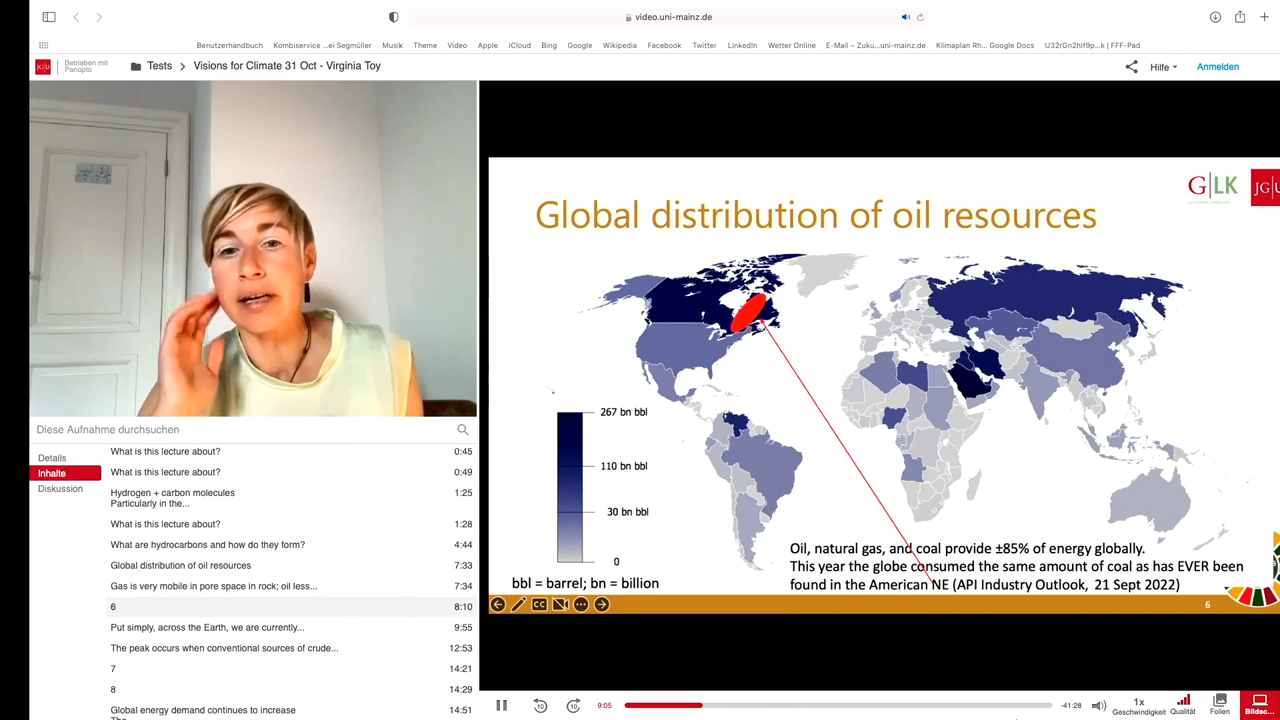 video.uni-mainz.de
Benutzerhandbuch Kombiservice ...ei Segmüller Musik Theme Video Apple iCloud Bing Google Wikipedia Facebook Twitter LinkedIn Wetter Online E-Mail – Zuku...uni-mainz.de Klimaplan Rh... Google Docs U32rGn2hIf9p...k | FFF-Pad
JG|U
Betrieben mit
Panopto
Tests > Visions for Climate 31 Oct - Virginia Toy
Hilfe
Anmelden
G|LK
JG|U
Global distribution of oil resources
267 bn bbl
110 bn bbl
30 bn bbl
0
bbl = barrel; bn = billion
Oil, natural gas, and coal provide ±85% of energy globally.
This year the globe consumed the same amount of coal as has EVER been
found in the American NE (API Industry Outlook, 21 Sept 2022)
CC
6
Diese Aufnahme durchsuchen
Details
Inhalte
Diskussion
What is this lecture about? 0:45
What is this lecture about? 0:49
Hydrogen + carbon molecules 1:25
Particularly in the...
What is this lecture about? 1:28
What are hydrocarbons and how do they form? 4:44
Global distribution of oil resources 7:33
Gas is very mobile in pore space in rock; oil less... 7:34
6 8:10
Put simply, across the Earth, we are currently... 9:55
The peak occurs when conventional sources of crude... 12:53
7 14:21
8 14:29
Global energy demand continues to increase 14:51
The
10
10
9:05
-41:28
1x
Geschwindigkeit
Qualität
Folien
Bildsc...